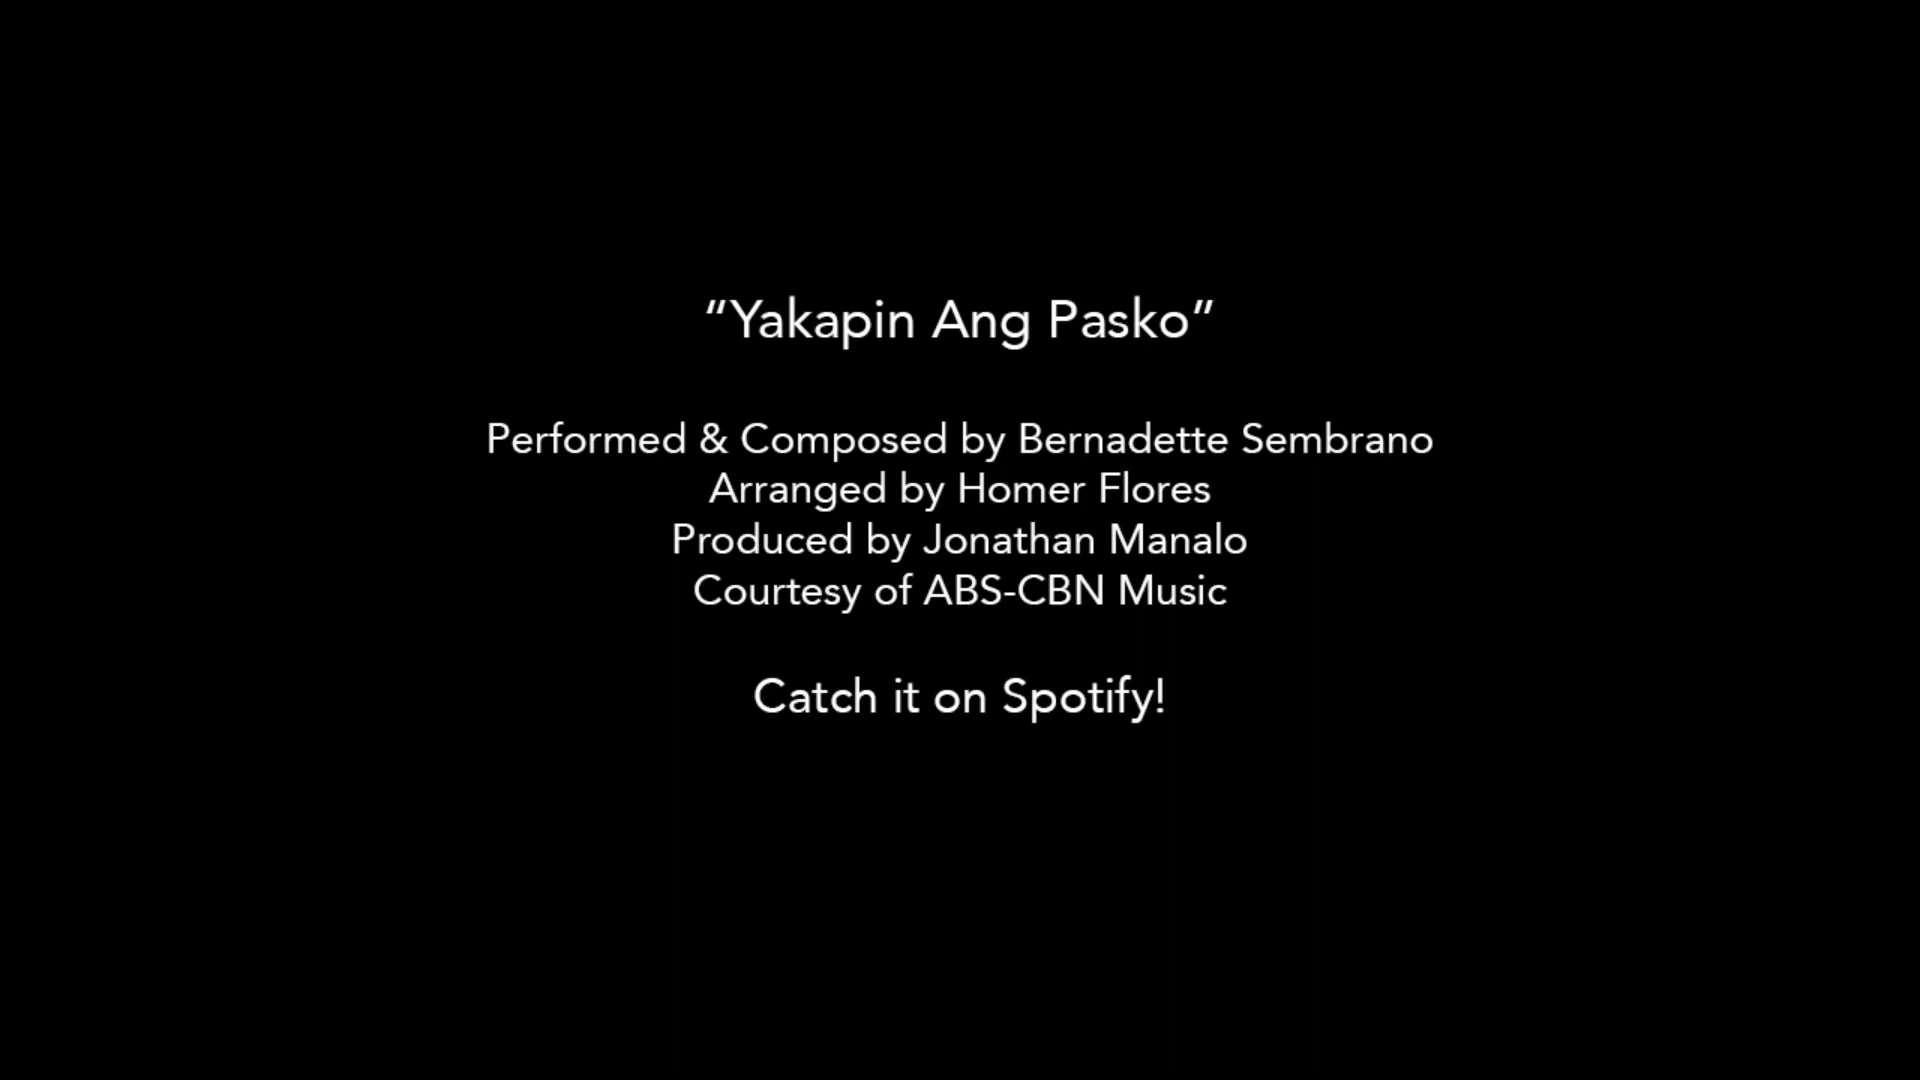 “Yakapin Ang Pasko”
Performed & Composed by Bernadette Sembrano
Arranged by Homer Flores
Produced by Jonathan Manalo
Courtesy of ABS-CBN Music
Catch it on Spotify!